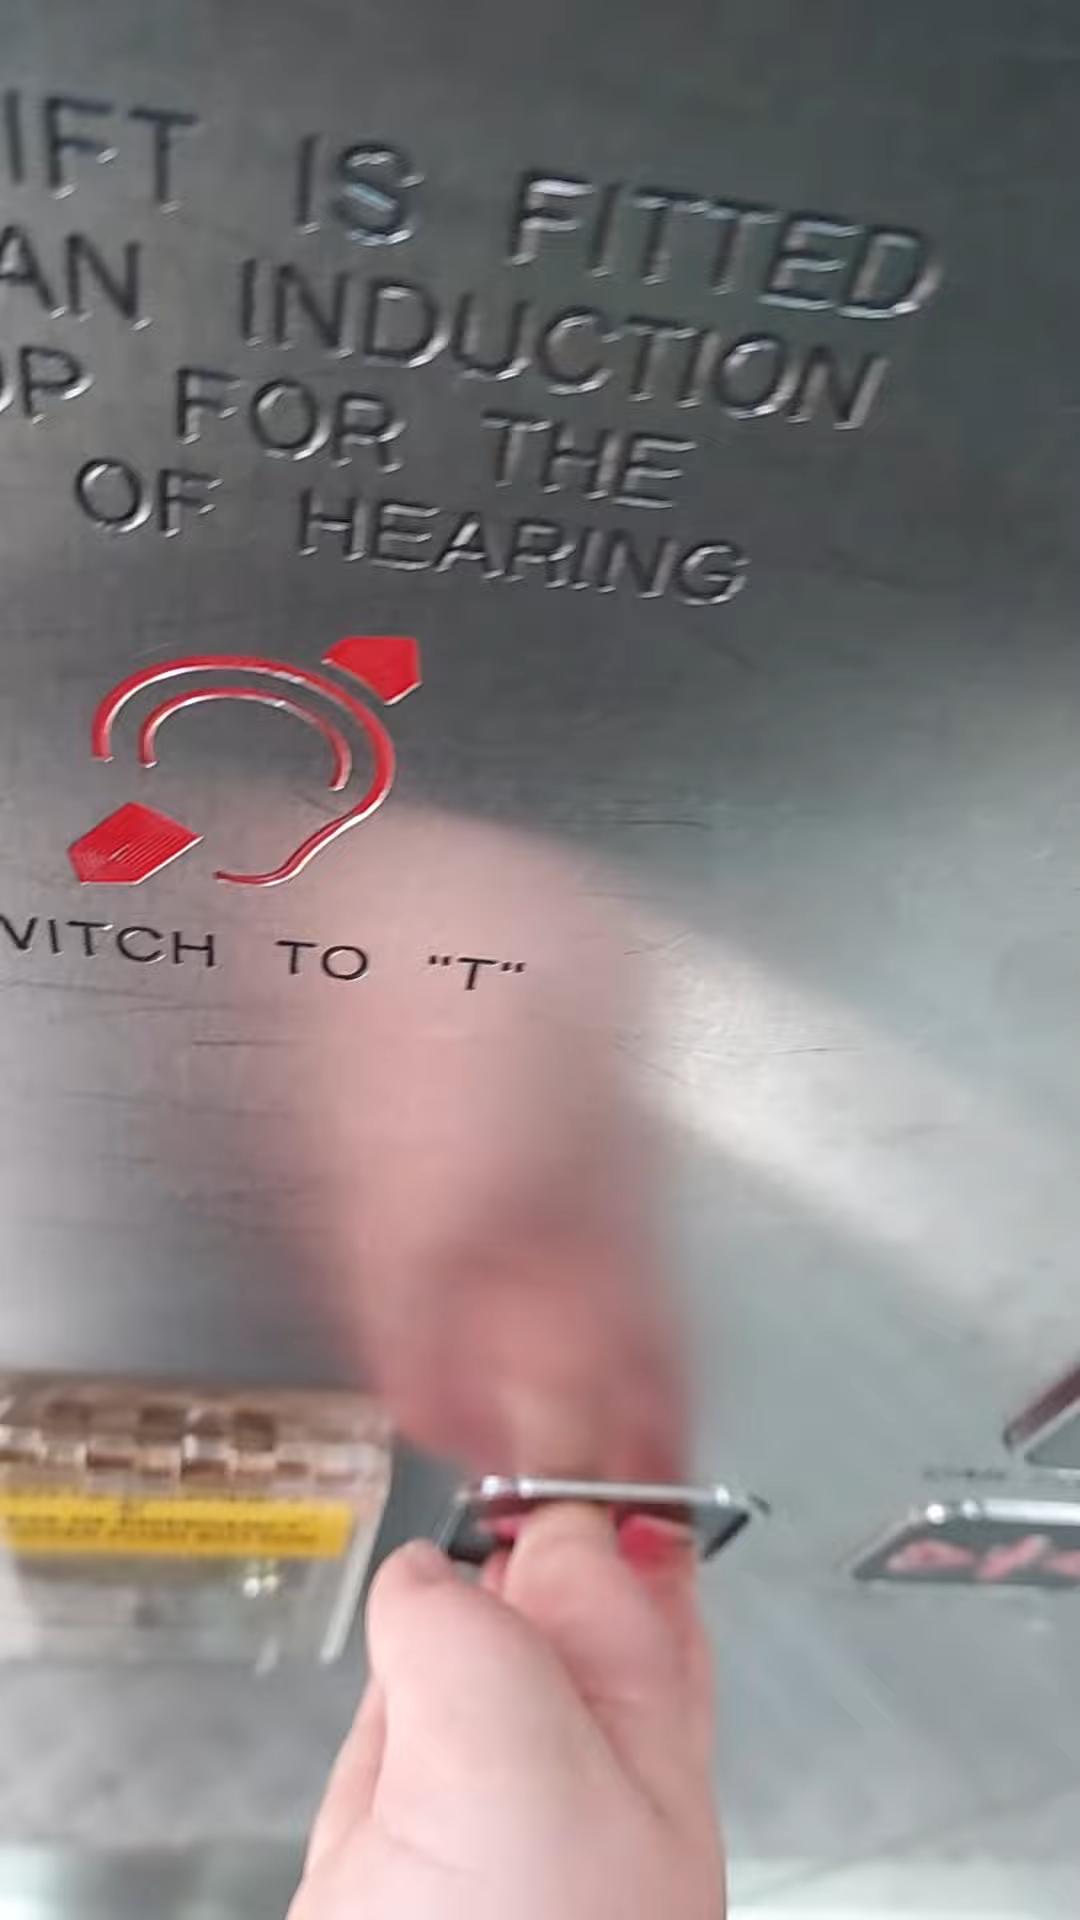 IFT IS FITTED
AN INDUCTION
OP FOR THE
OF HEARING
WITCH TO "T"